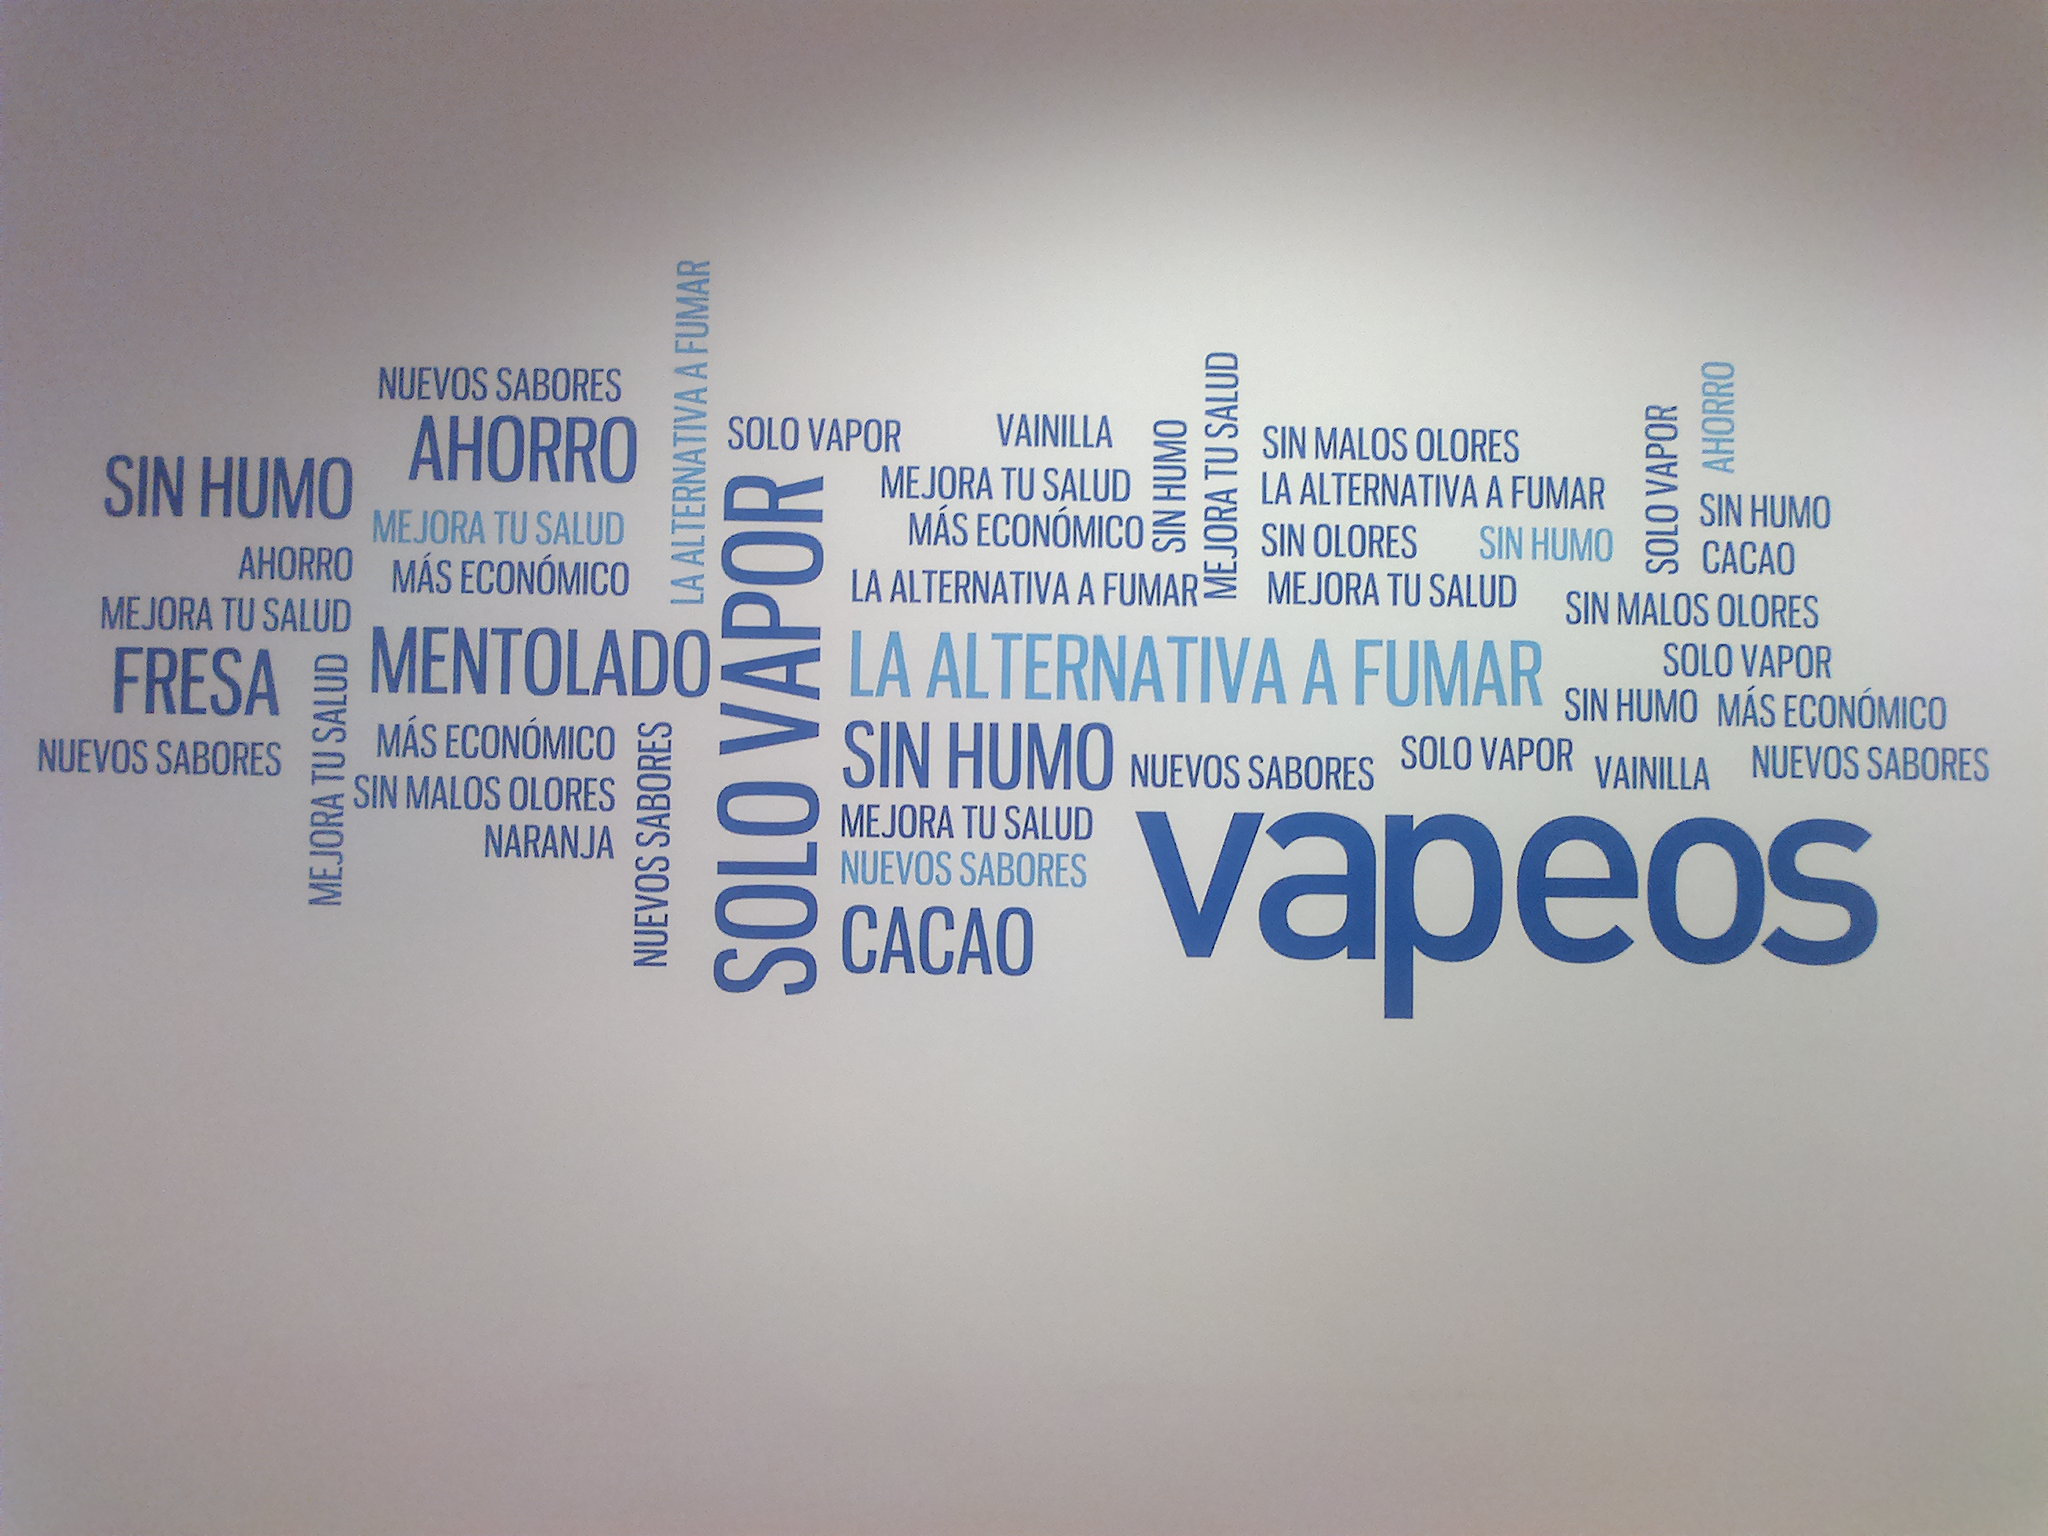 LA ALTERNATIVA A FUMAR
NUEVOS SABORES
AHORRO
SIN HUMO
MEJORA TU SALUD
AHORRO
MÁS ECONÓMICO
MEJORA TU SALUD
FRESA
MENTOLADO
NUEVOS SABORES
MEJORA TU SALUD
MÁS ECONÓMICO
SIN MALOS OLORES
NARANJA
NUEVOS SABORES
SOLO VAPOR
SOLO VAPOR
VAINILLA
MEJORA TU SALUD
MÁS ECONÓMICO
SIN HUMO
MEJORA TU SALUD
LA ALTERNATIVA A FUMAR
SIN MALOS OLORES
LA ALTERNATIVA A FUMAR
SIN OLORES
SIN HUMO
MEJORA TU SALUD
SOLO VAPOR
AHORRO
SIN HUMO
CACAO
SIN MALOS OLORES
LA ALTERNATIVA A FUMAR
SOLO VAPOR
SIN HUMO
MÁS ECONÓMICO
SIN HUMO
NUEVOS SABORES
SOLO VAPOR
VAINILLA
NUEVOS SABORES
MEJORA TU SALUD
NUEVOS SABORES
CACAO
vapeos